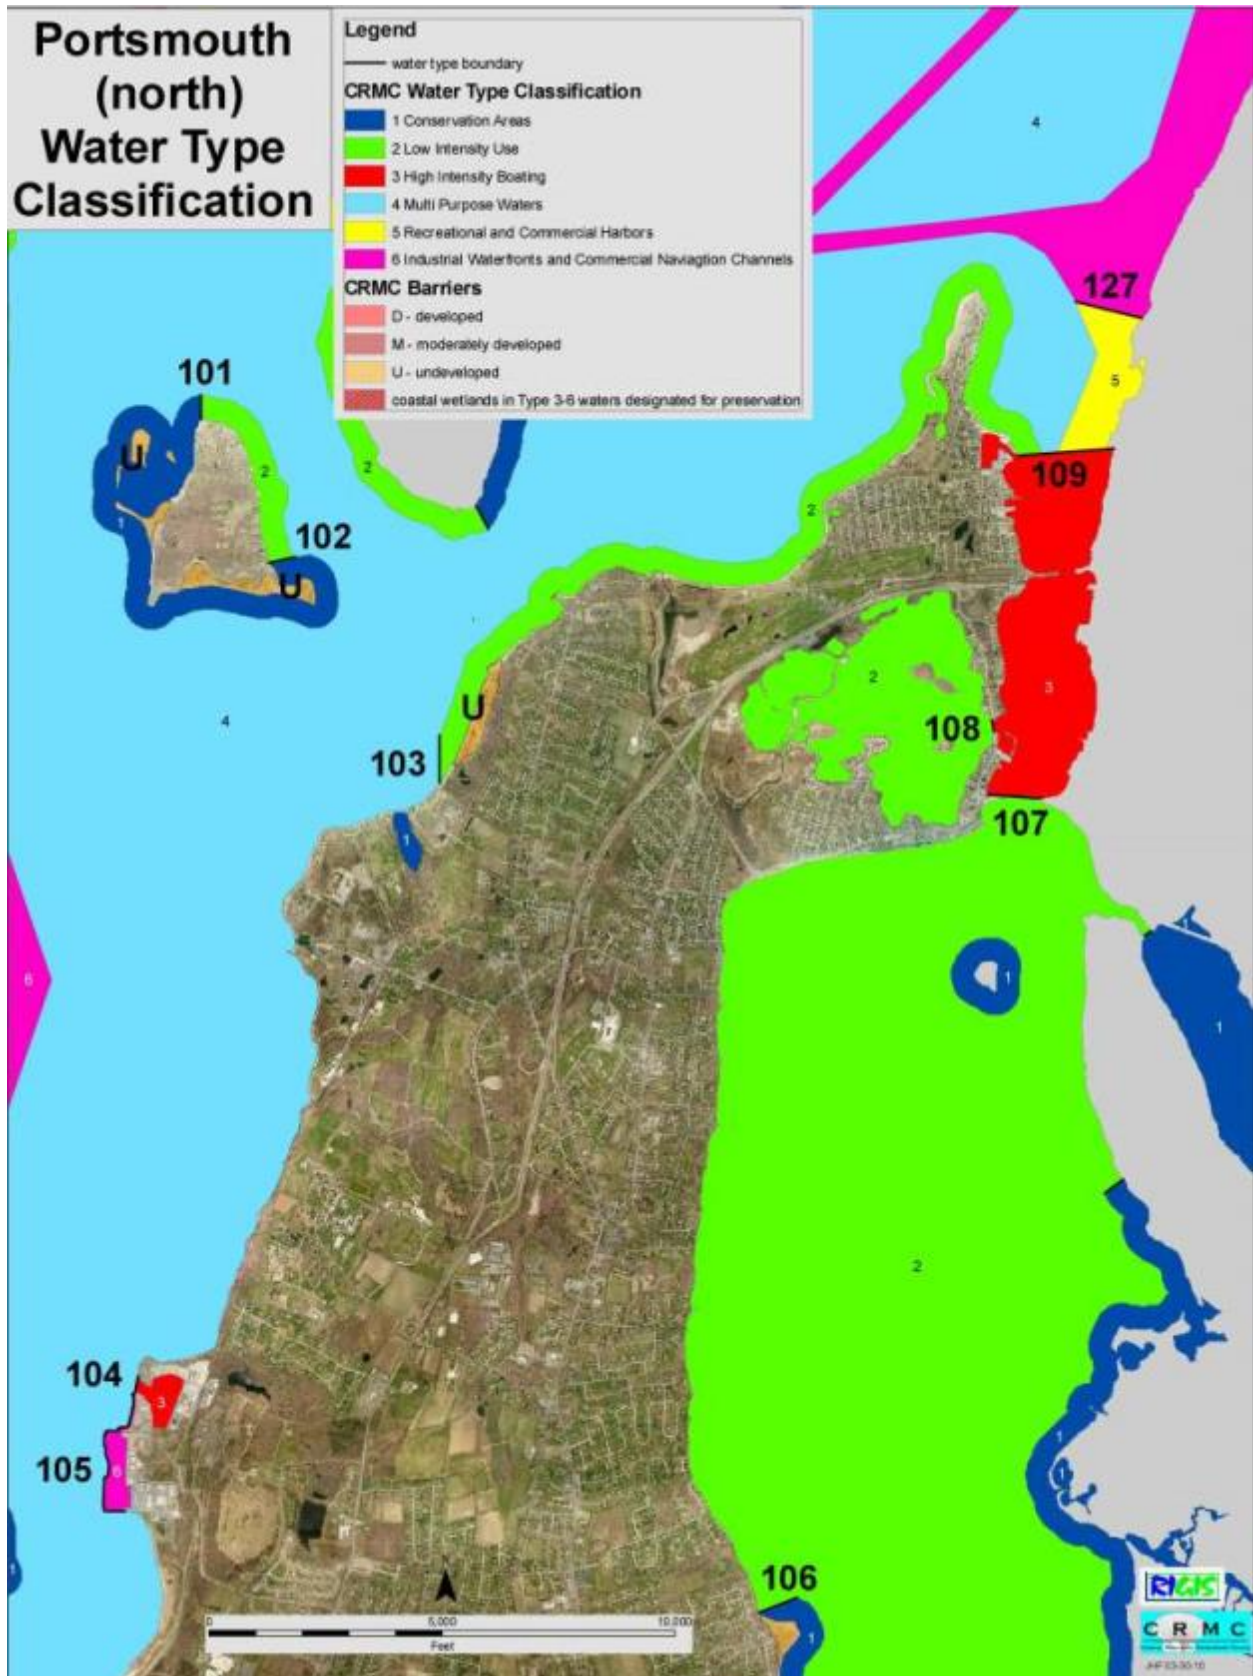 Portsmouth
(north)
Water Type
Classification
Legend
water type boundary
CRMC Water Type Classification
1 Conservation Areas
2 Low Intensity Use
3 High Intensity Boating
4 Multi Purpose Waters
5 Recreational and Commercial Harbors
6 Industrial Waterfronts and Commercial Naviagtion Channels
CRMC Barriers
D - developed
M - moderately developed
U - undeveloped
coastal wetlands in Type 3-6 waters designated for preservation
4
127
5
101
U
2
1
102
U
2
109
2
2
3
108
U
103
4
107
1
1
1
6
2
104
3
105
6
1
1
1
106
1
0 5,000 10,000
Feet
RIGIS
C R M C